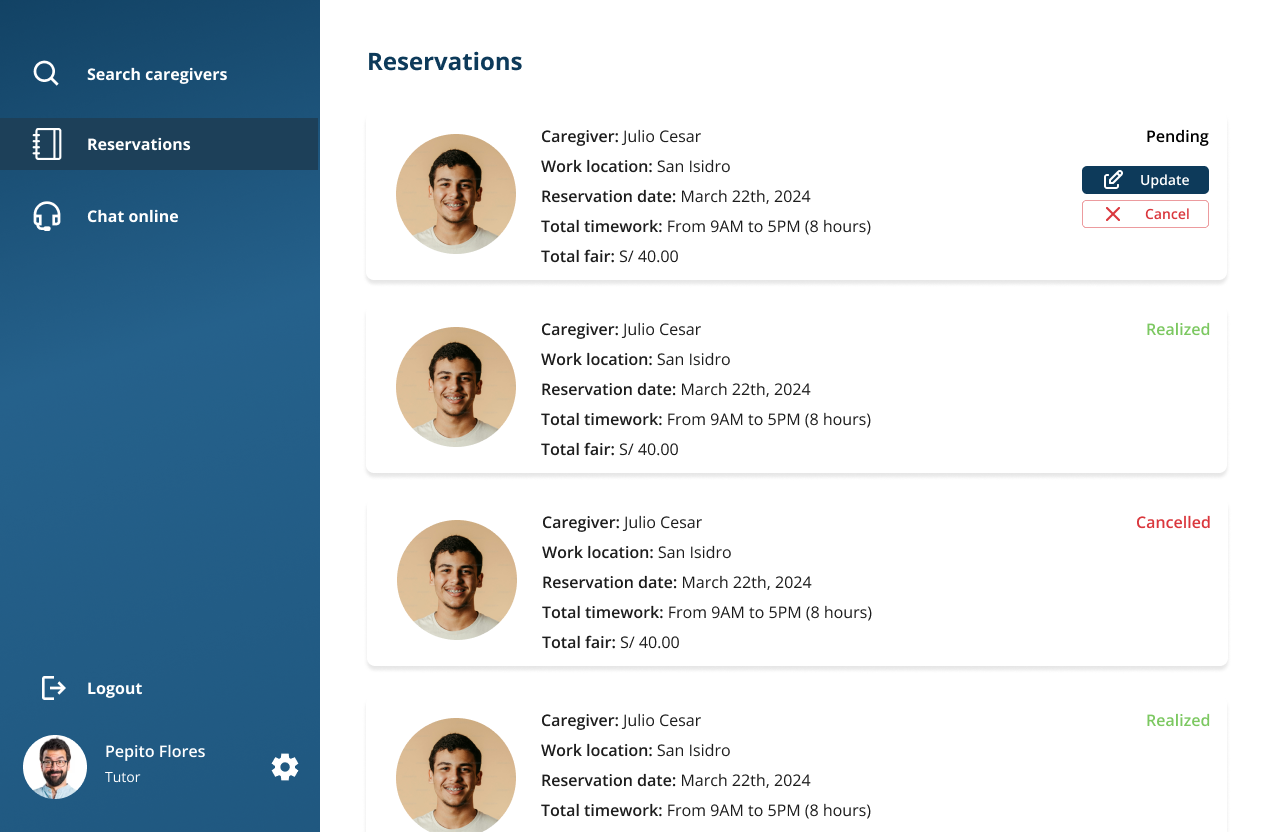 Search caregivers
Reservations
Chat online
Logout
Pepito Flores
Tutor
Reservations
Caregiver: Julio Cesar
Work location: San Isidro
Reservation date: March 22th, 2024
Total timework: From 9AM to 5PM (8 hours)
Total fair: S/ 40.00
Pending
Update
Cancel
Caregiver: Julio Cesar
Work location: San Isidro
Reservation date: March 22th, 2024
Total timework: From 9AM to 5PM (8 hours)
Total fair: S/ 40.00
Realized
Caregiver: Julio Cesar
Work location: San Isidro
Reservation date: March 22th, 2024
Total timework: From 9AM to 5PM (8 hours)
Total fair: S/ 40.00
Cancelled
Caregiver: Julio Cesar
Work location: San Isidro
Reservation date: March 22th, 2024
Total timework: From 9AM to 5PM (8 hours)
Realized